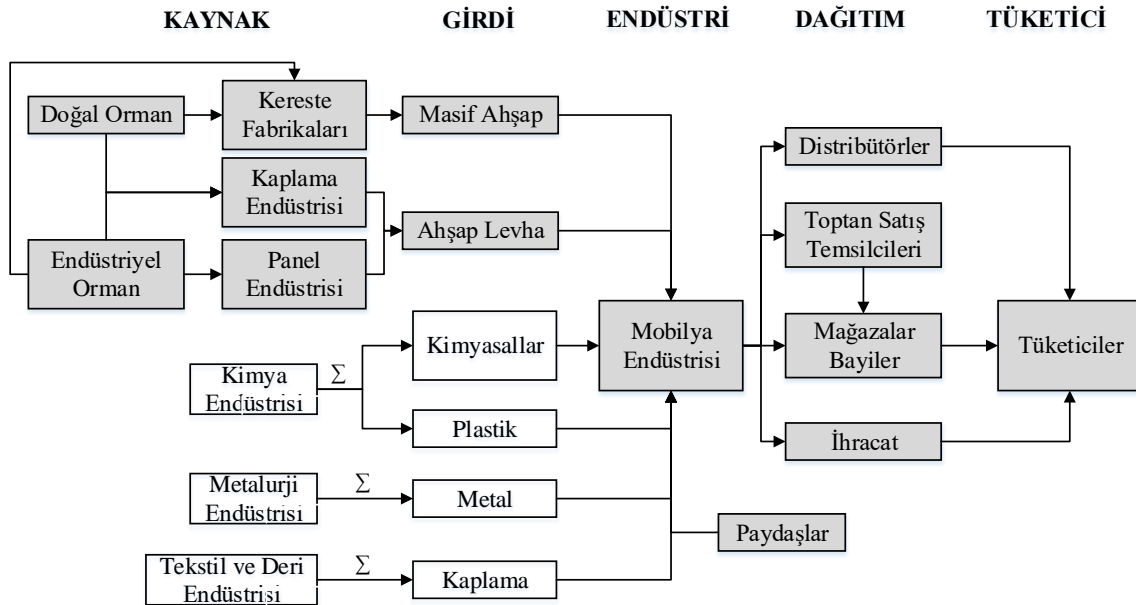 KAYNAK
GİRDİ
ENDÜSTRİ
DAĞITIM
TÜKETİCİ
Doğal Orman
Kereste
Fabrikaları
Masif Ahşap
Distribütörler
Kaplama
Endüstrisi
Ahşap Levha
Toptan Satış
Temsilcileri
Endüstriyel
Orman
Panel
Endüstrisi
Kimyasallar
Mobilya
Endüstrisi
Mağazalar
Bayiler
Tüketiciler
Kimya
Endüstrisi
∑
Plastik
İhracat
Metalurji
Endüstrisi
∑
Metal
Paydaşlar
Tekstil ve Deri
Endüstrisi
∑
Kaplama